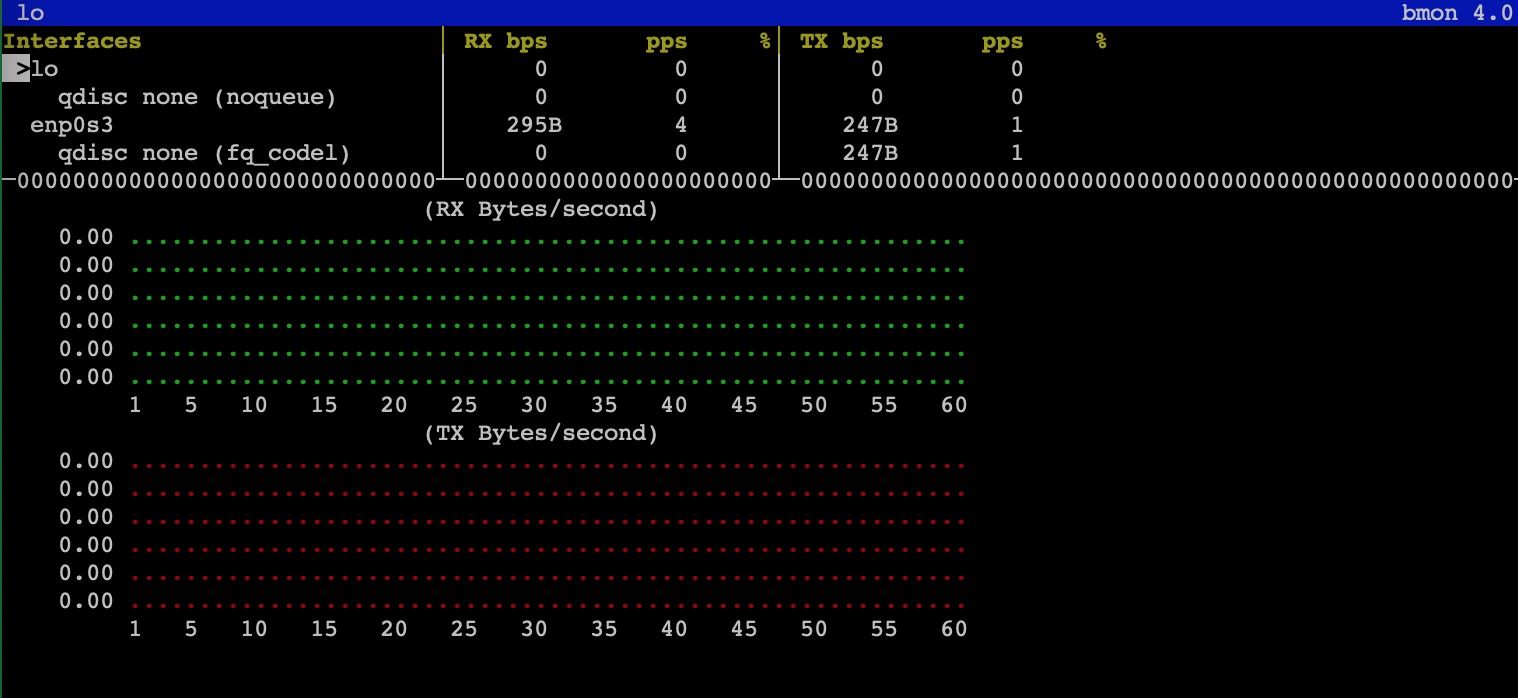 lo bmon 4.0
Interfaces RX bps pps % TX bps pps %
>lo 0 0 0 0
qdisc none (noqueue) 0 0 0 0
enp0s3 295B 4 247B 1
qdisc none (fq_codel) 0 0 247B 1
000000000000000000000000000000 0000000000000000000000 000000000000000000000000000000000000000000000000000
(RX Bytes/second)
0.00
0.00
0.00
0.00
0.00
0.00
1 5 10 15 20 25 30 35 40 45 50 55 60
(TX Bytes/second)
0.00
0.00
0.00
0.00
0.00
0.00
1 5 10 15 20 25 30 35 40 45 50 55 60